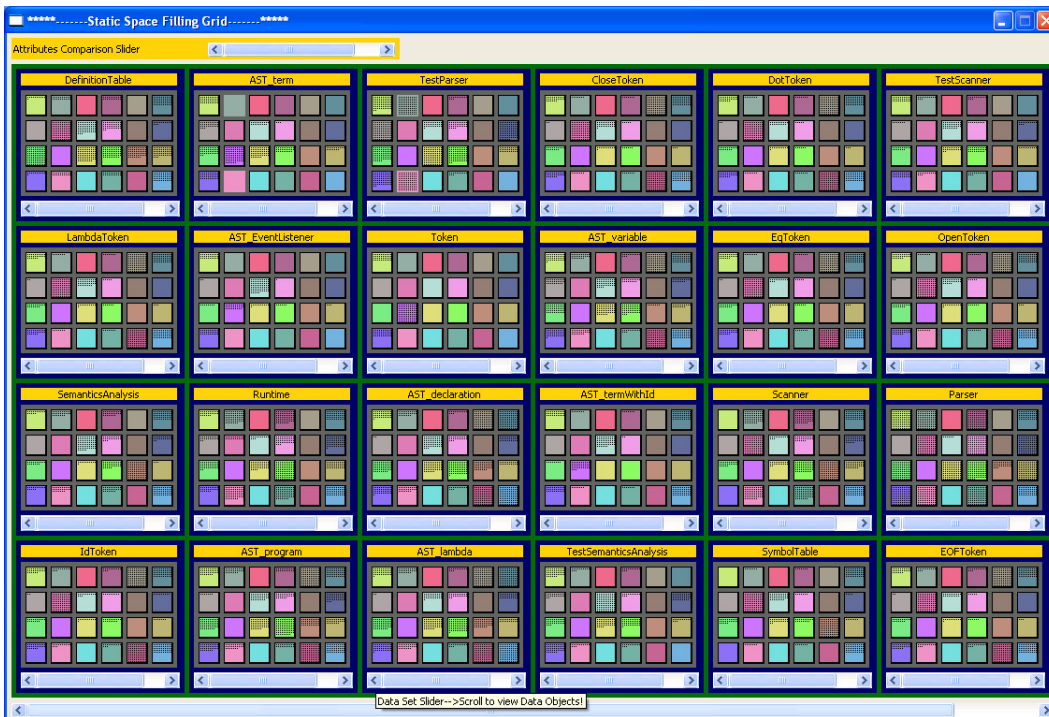 *****-------Static Space Filling Grid-------*****
Attributes Comparison Slider
DefinitionTable AST_term TestParser CloseToken DotToken TestScanner
LambdaToken AST_EventListener Token AST_variable EqToken OpenToken
SemanticsAnalysis Runtime AST_declaration AST_termWithId Scanner Parser
IdToken AST_program AST_lambda TestSemanticsAnalysis SymbolTable EOFToken
Data Set Slider-->Scroll to view Data Objects!